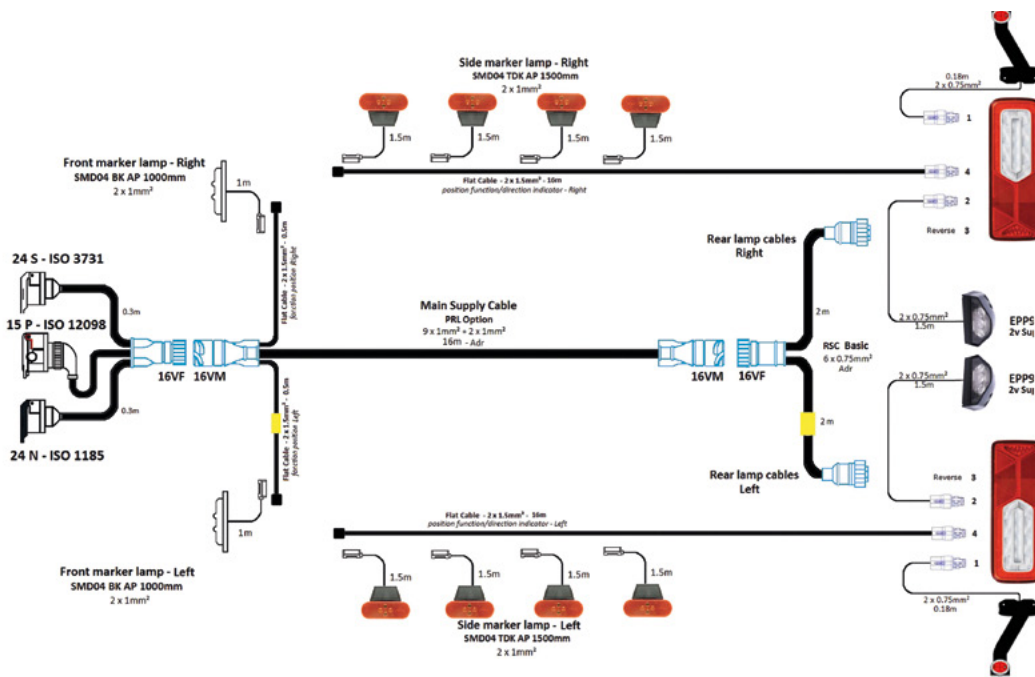 Side marker lamp - Right
SMD04 TDK AP 1500mm
2 x 1mm²
1.5m
1.5m
1.5m
1.5m
0.18m
2 x 0.75mm²
1
Front marker lamp - Right
SMD04 BK AP 1000mm
2 x 1mm²
1m
Flat Cable - 2 x 1.5mm² - 16m
position function/direction indicator - Right
4
2
Reverse 3
Flat Cable - 2 x 1.5mm² - 0.5m
fonction position Right
Rear lamp cables
Right
24 S - ISO 3731
0.3m
15 P - ISO 12098
Main Supply Cable
PRL Option
9 x 1mm² + 2 x 1mm²
16m - Adr
2m
2 x 0.75mm²
1.5m
EPP9
2v Sup
RSC Basic
6 x 0.75mm²
Adr
16VF
16VM
16VM
16VF
2 x 0.75mm²
1.5m
EPP9
2v Sup
0.3m
24 N - ISO 1185
Flat Cable - 2 x 1.5mm² - 0.5m
fonction position Left
2 m
Rear lamp cables
Left
Reverse 3
2
1m
Flat Cable - 2 x 1.5mm² - 16m
position function/direction indicator - Left
4
1
Front marker lamp - Left
SMD04 BK AP 1000mm
2 x 1mm²
1.5m
1.5m
1.5m
1.5m
2 x 0.75mm²
0.18m
Side marker lamp - Left
SMD04 TDK AP 1500mm
2 x 1mm²